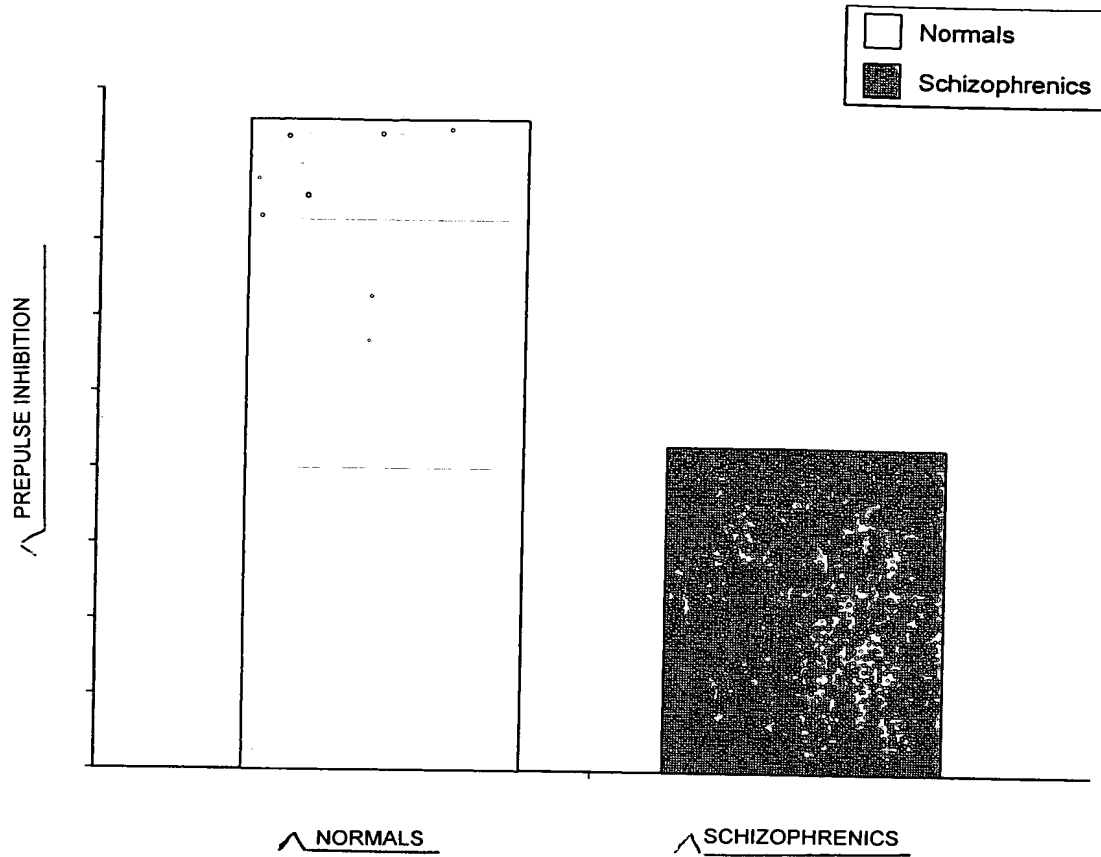 Normals
Schizophrenics
PREPULSE INHIBITION
NORMALS
SCHIZOPHRENICS